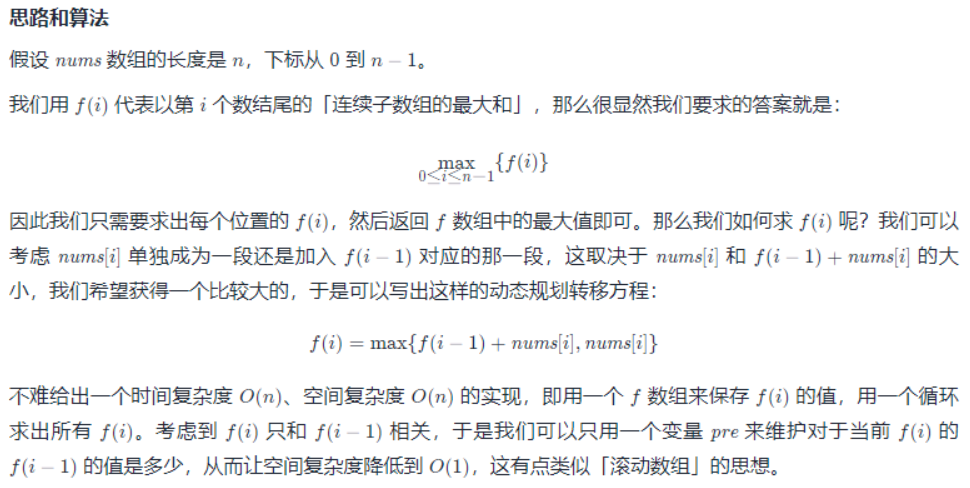 思路和算法
假设 nums 数组的长度是 n，下标从 0 到 n − 1。
我们用 f(i) 代表以第 i 个数结尾的「连续子数组的最大和」，那么很显然我们要求的答案就是：
max {f(i)}
0≤i≤n−1
因此我们只需要求出每个位置的 f(i)，然后返回 f 数组中的最大值即可。那么我们如何求 f(i) 呢？我们可以
考虑 nums[i] 单独成为一段还是加入 f(i − 1) 对应的那一段，这取决于 nums[i] 和 f(i − 1) + nums[i] 的大
小，我们希望获得一个比较大的，于是可以写出这样的动态规划转移方程：
f(i) = max{f(i − 1) + nums[i], nums[i]}
不难给出一个时间复杂度 O(n)、空间复杂度 O(n) 的实现，即用一个 f 数组来保存 f(i) 的值，用一个循环
求出所有 f(i)。考虑到 f(i) 只和 f(i − 1) 相关，于是我们可以只用一个变量 pre 来维护对于当前 f(i) 的
f(i − 1) 的值是多少，从而让空间复杂度降低到 O(1)，这有点类似「滚动数组」的思想。